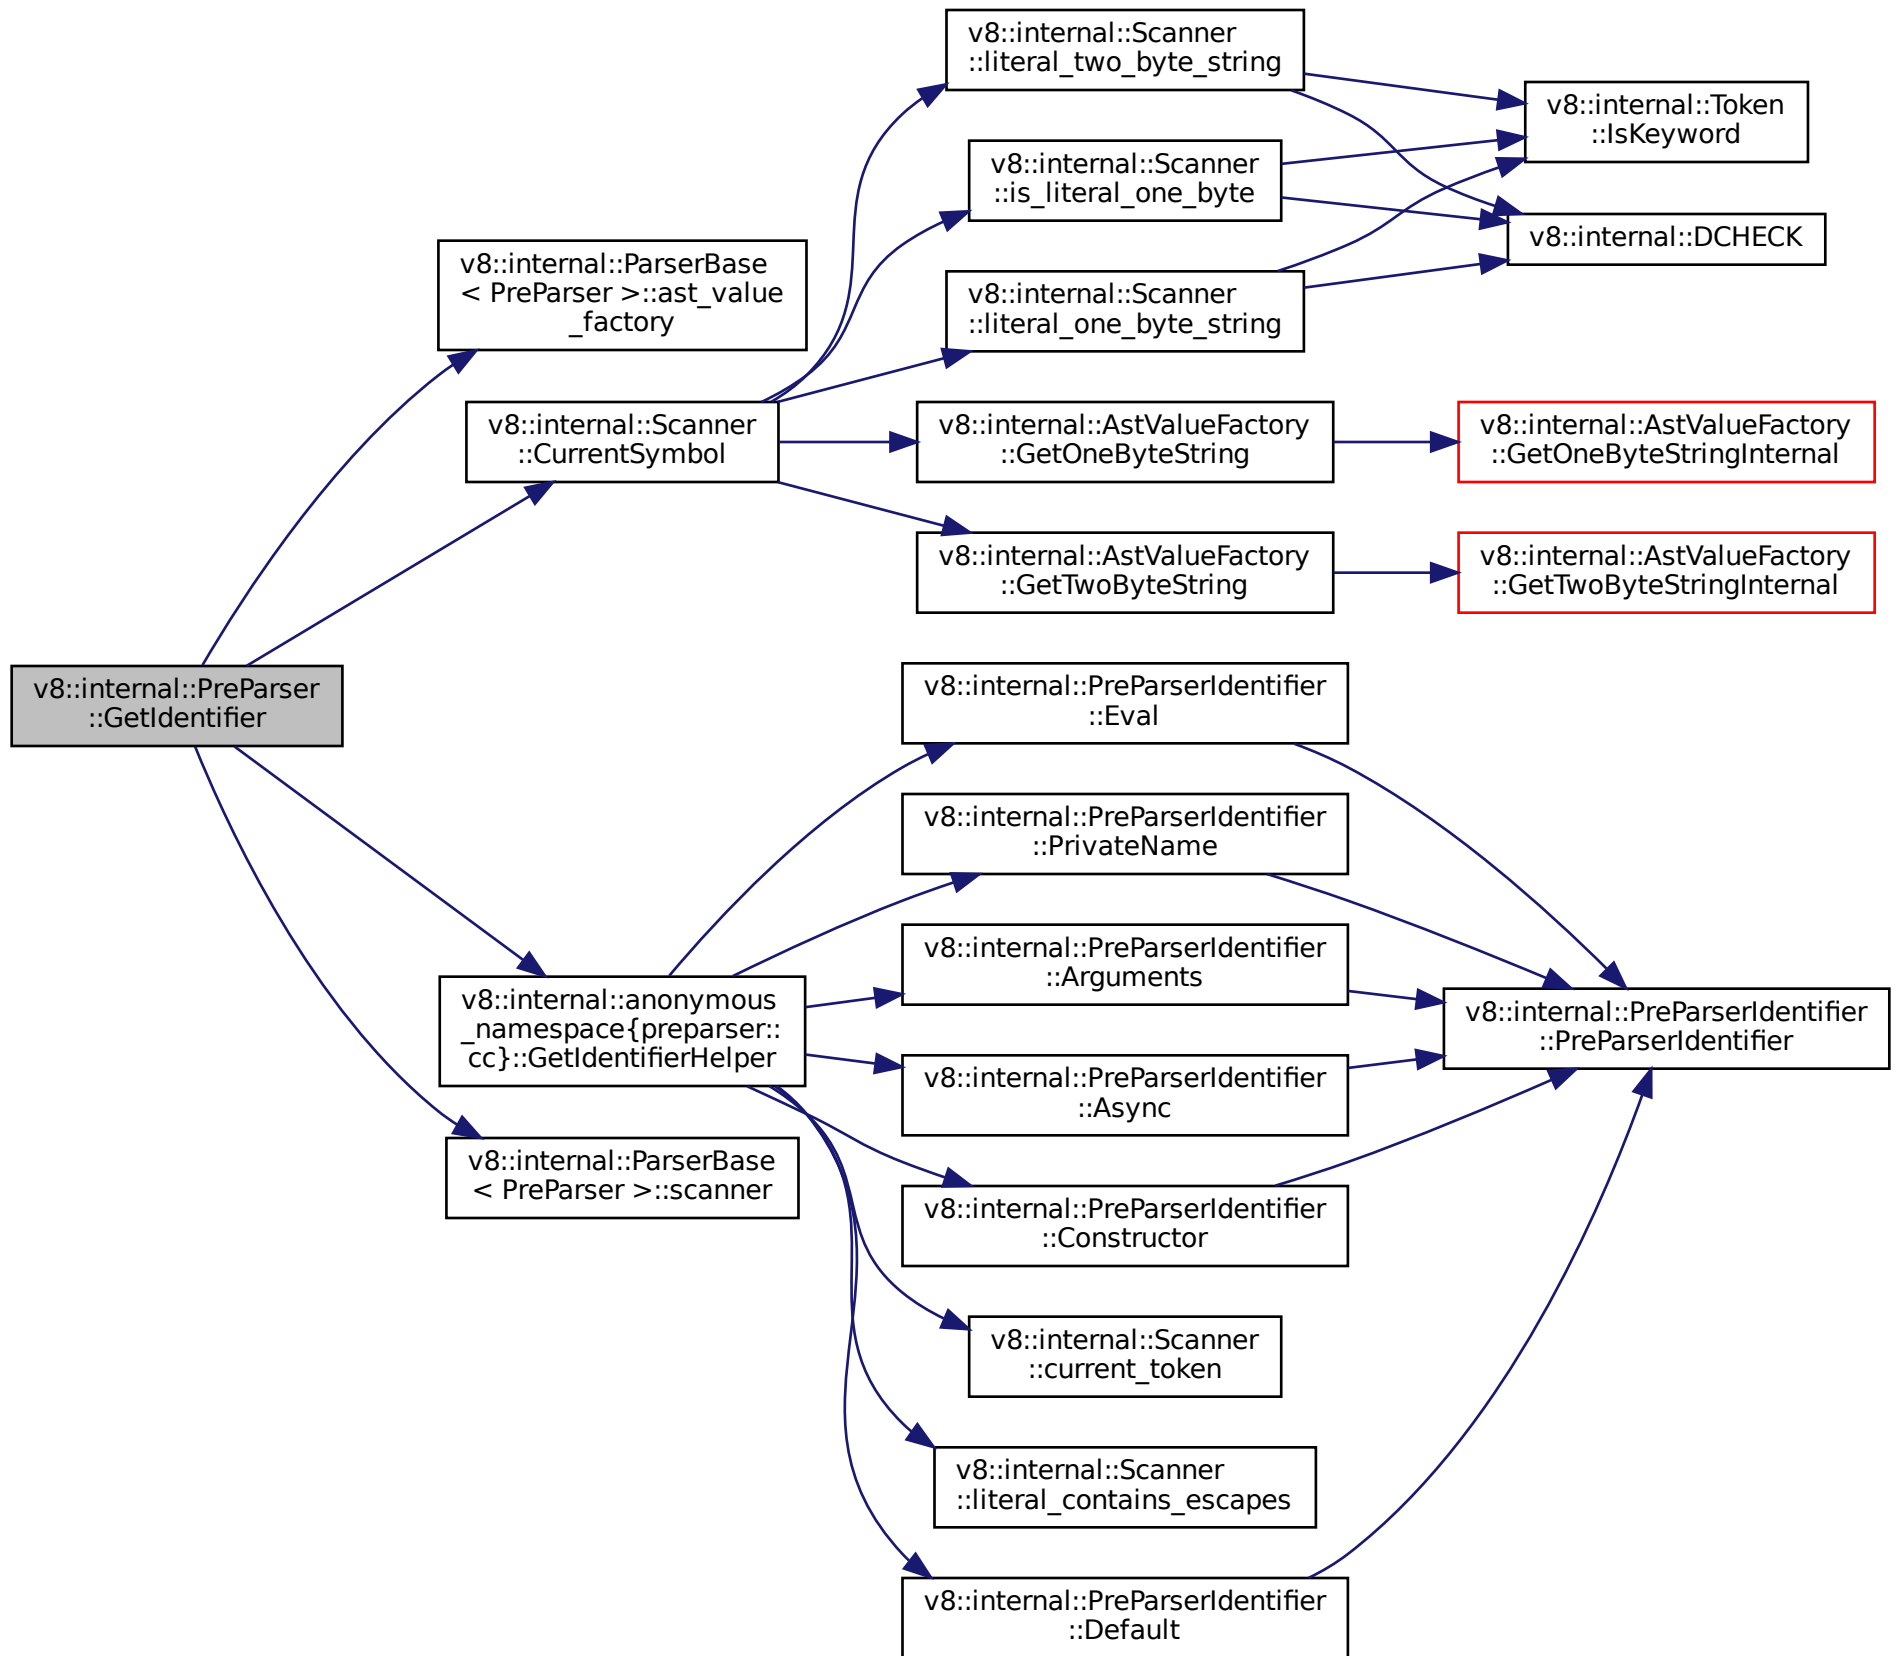 v8::internal::PreParser
::GetIdentifier
v8::internal::ParserBase
< PreParser >::ast_value
_factory
v8::internal::Scanner
::CurrentSymbol
v8::internal::anonymous
_namespace{preparser::
cc}::GetIdentifierHelper
v8::internal::ParserBase
< PreParser >::scanner
v8::internal::Scanner
::literal_two_byte_string
v8::internal::Scanner
::is_literal_one_byte
v8::internal::Scanner
::literal_one_byte_string
v8::internal::AstValueFactory
::GetOneByteString
v8::internal::AstValueFactory
::GetTwoByteString
v8::internal::PreParserIdentifier
::Eval
v8::internal::PreParserIdentifier
::PrivateName
v8::internal::PreParserIdentifier
::Arguments
v8::internal::PreParserIdentifier
::Async
v8::internal::PreParserIdentifier
::Constructor
v8::internal::Scanner
::current_token
v8::internal::Scanner
::literal_contains_escapes
v8::internal::PreParserIdentifier
::Default
v8::internal::Token
::IsKeyword
v8::internal::DCHECK
v8::internal::AstValueFactory
::GetOneByteStringInternal
v8::internal::AstValueFactory
::GetTwoByteStringInternal
v8::internal::PreParserIdentifier
::PreParserIdentifier